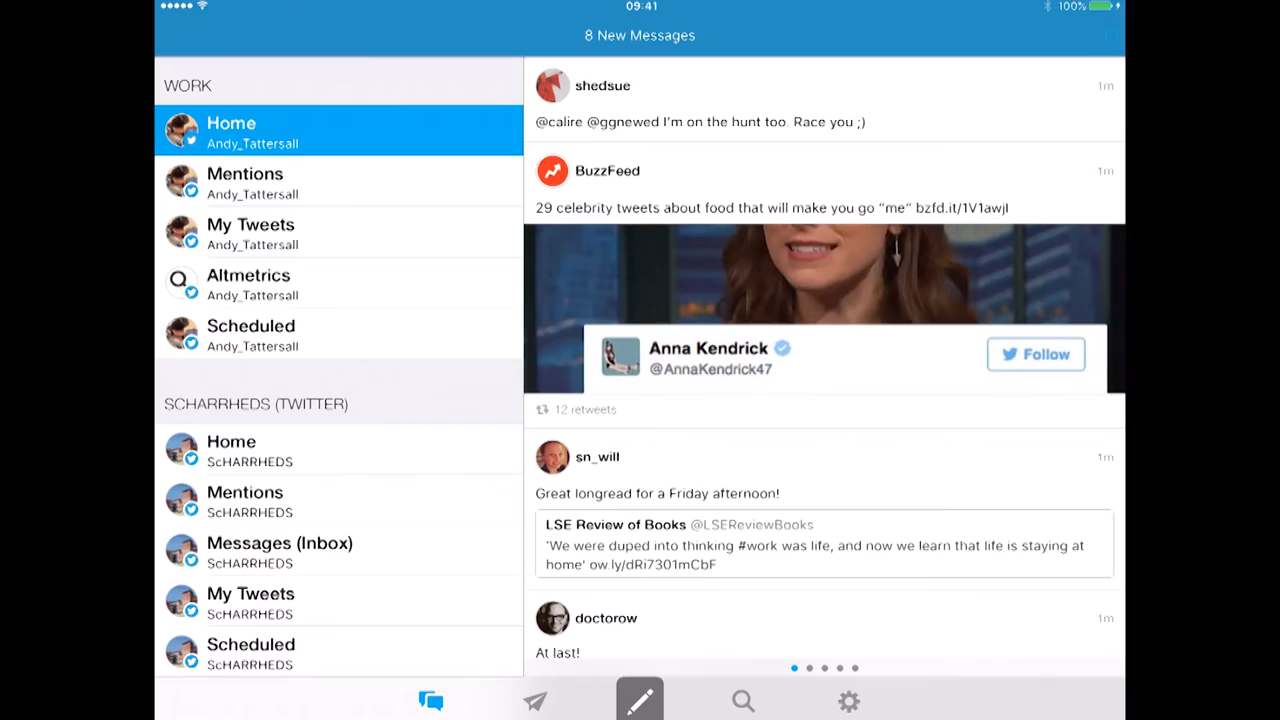 09:41
100%
8 New Messages
WORK
Home
Andy_Tattersall
Mentions
Andy_Tattersall
My Tweets
Andy_Tattersall
Altmetrics
Andy_Tattersall
Scheduled
Andy_Tattersall
SCHARRHEDS (TWITTER)
Home
ScHARRHEDS
Mentions
ScHARRHEDS
Messages (Inbox)
ScHARRHEDS
My Tweets
ScHARRHEDS
Scheduled
ScHARRHEDS
shedsue
1m
@calire @ggnewed I'm on the hunt too. Race you ;)
BuzzFeed
1m
29 celebrity tweets about food that will make you go “me” bzfd.it/1V1awjI
Anna Kendrick
@AnnaKendrick47
Follow
12 retweets
sn_will
1m
Great longread for a Friday afternoon!
LSE Review of Books @LSEReviewBooks
'We were duped into thinking #work was life, and now we learn that life is staying at
home' ow.ly/dRi7301mCbF
doctorow
1m
At last!